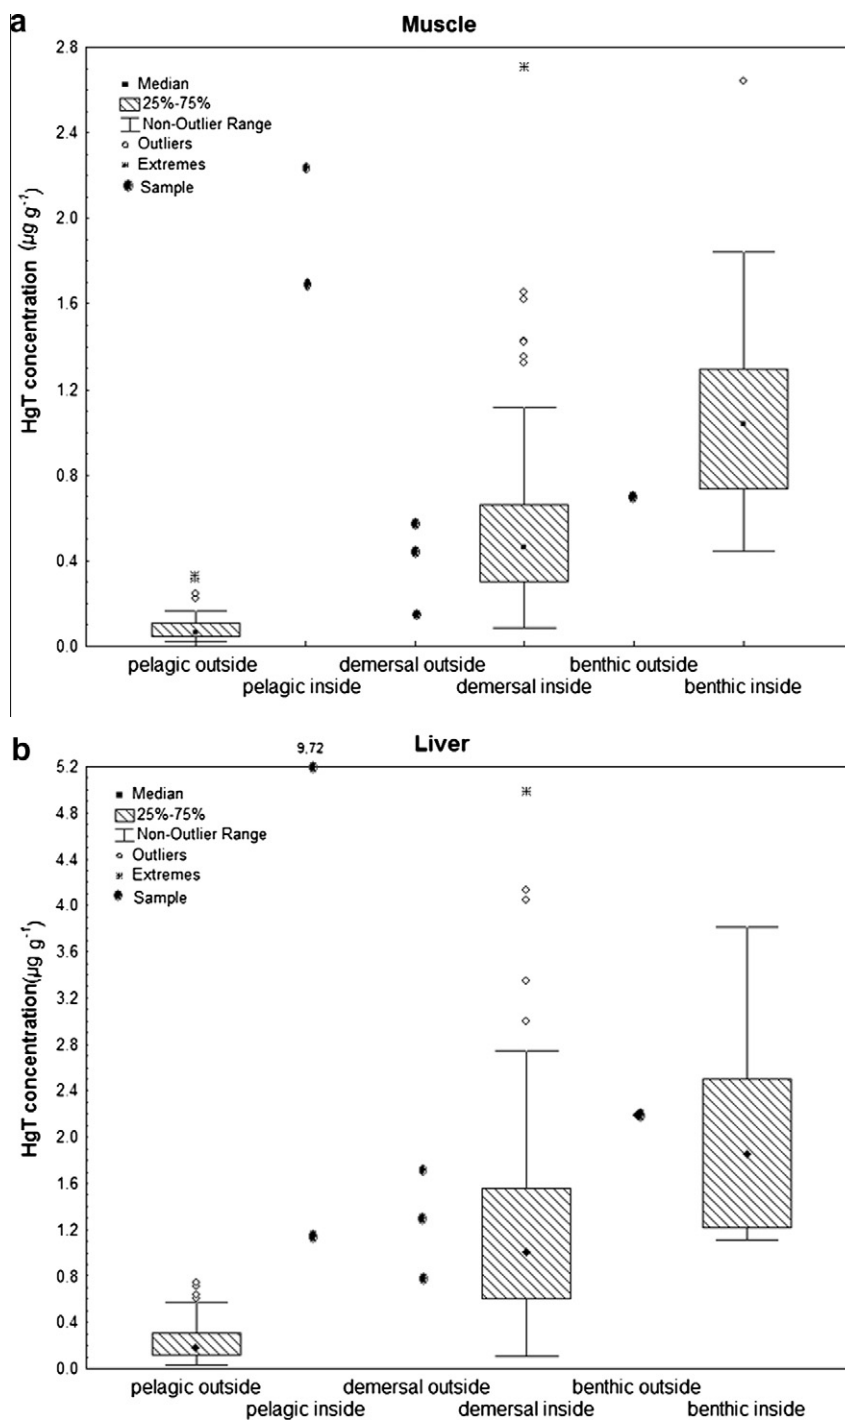 a
Muscle
2.8
2.4
2.0
1.6
1.2
0.8
0.4
0.0
HgT concentration (µg g⁻¹)
Median
25%-75%
Non-Outlier Range
Outliers
Extremes
Sample
pelagic outside
pelagic inside
demersal outside
demersal inside
benthic outside
benthic inside
b
Liver
9.72
5.2
4.8
4.4
4.0
3.6
3.2
2.8
2.4
2.0
1.6
1.2
0.8
0.4
0.0
HgT concentration(µg g⁻¹)
Median
25%-75%
Non-Outlier Range
Outliers
Extremes
Sample
pelagic outside
pelagic inside
demersal outside
demersal inside
benthic outside
benthic inside